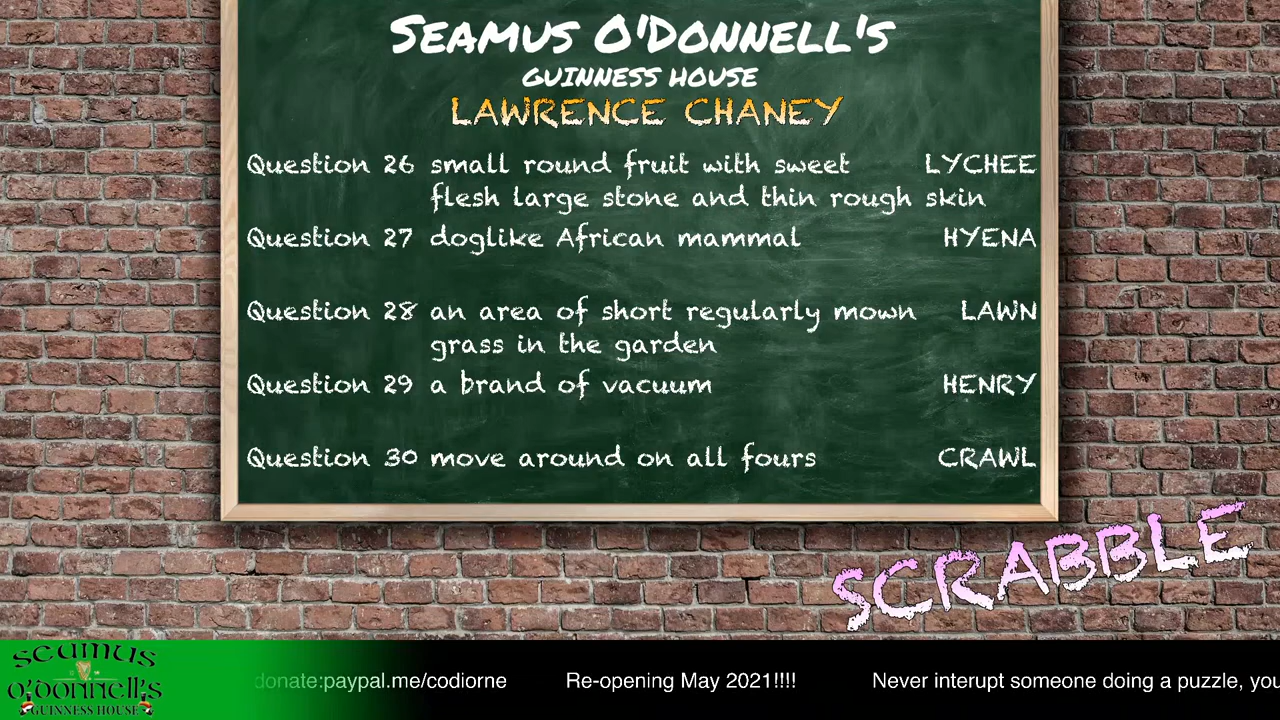 SEAMUS O'DONNELL'S
GUINNESS HOUSE
LAWRENCE CHANEY
Question 26 small round fruit with sweet LYCHEE
flesh large stone and thin rough skin
Question 27 doglike African mammal HYENA
Question 28 an area of short regularly mown LAWN
grass in the garden
Question 29 a brand of vacuum HENRY
Question 30 move around on all fours CRAWL
SCRABBLE
seamus
o'donnell's
GUINNESS HOUSE
donate:paypal.me/codiorne Re-opening May 2021!!!! Never interupt someone doing a puzzle, you